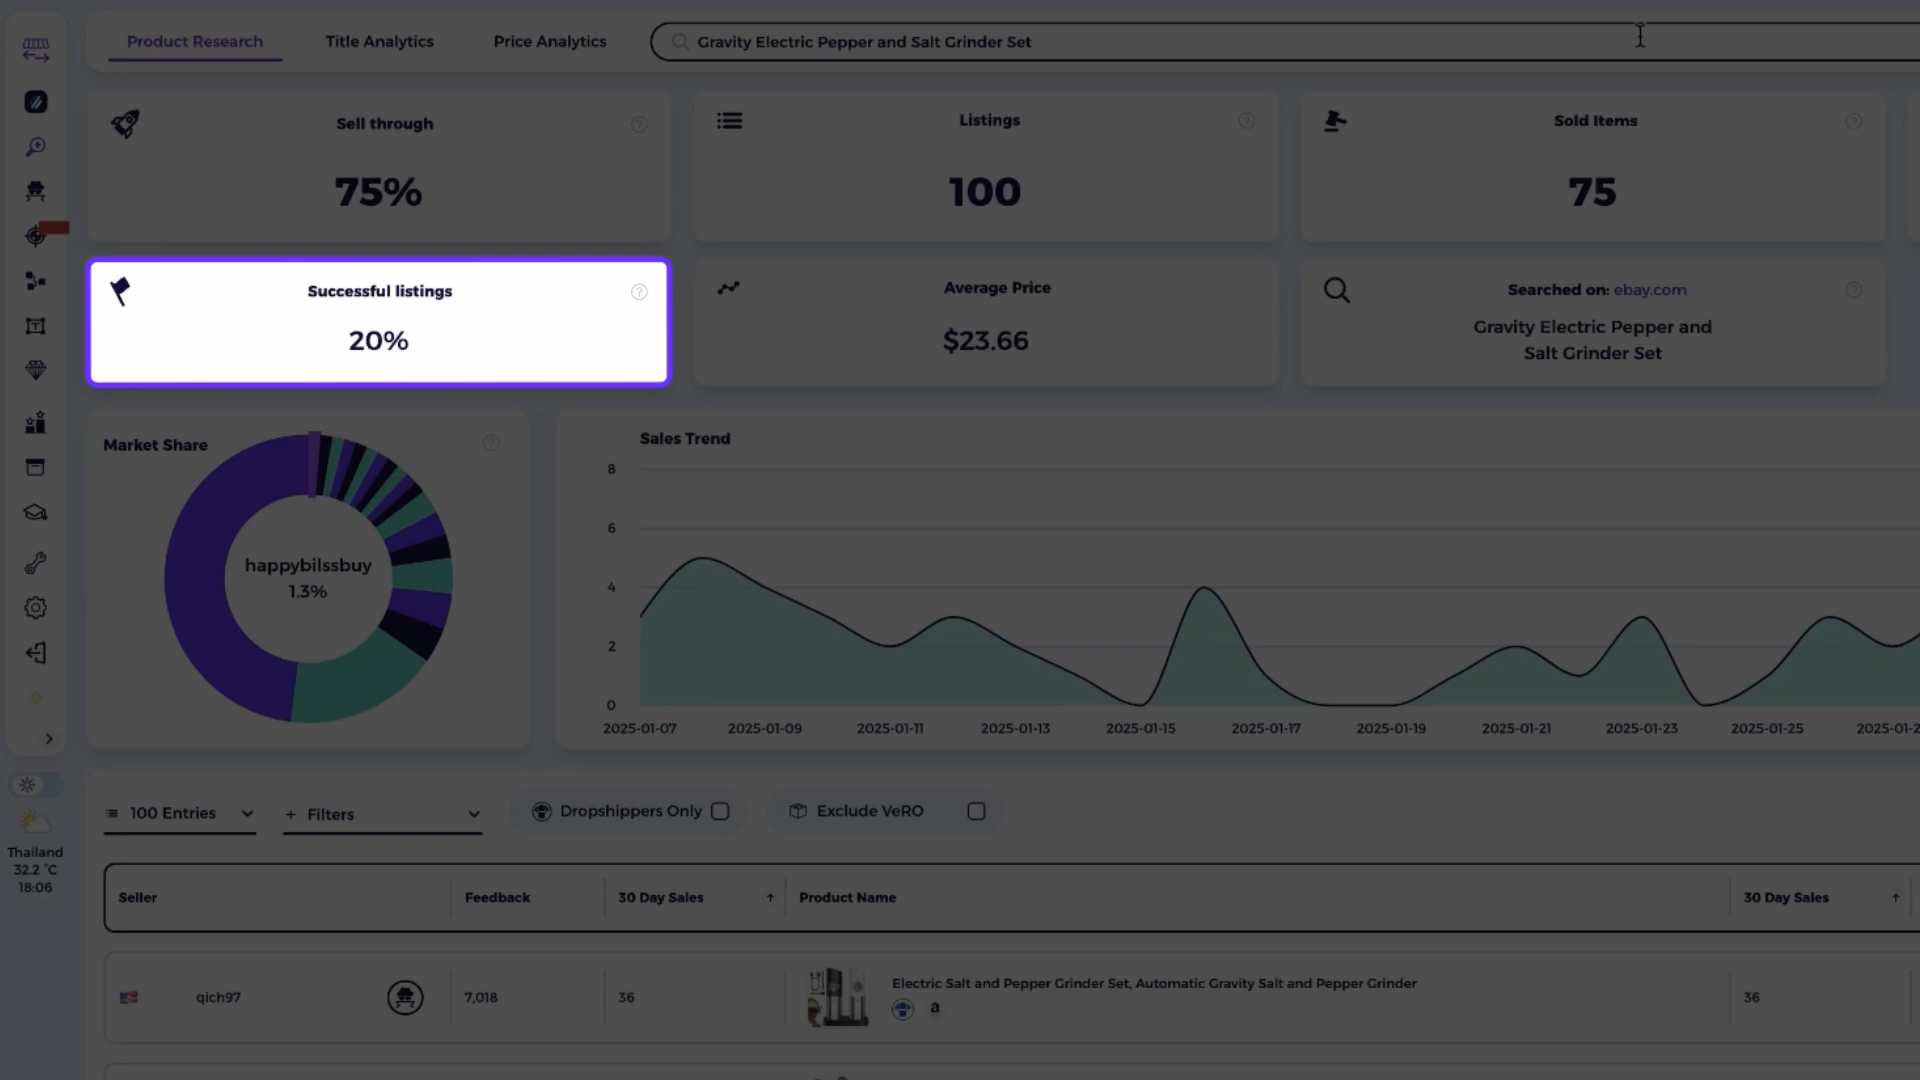 Product Research
Title Analytics
Price Analytics
Gravity Electric Pepper and Salt Grinder Set
Sell through
75%
Listings
100
Sold Items
75
Successful listings
20%
Average Price
$23.66
Searched on: ebay.com
Gravity Electric Pepper and
Salt Grinder Set
Market Share
happybilssbuy
1.3%
Sales Trend
8
6
4
2
0
2025-01-07
2025-01-09
2025-01-11
2025-01-13
2025-01-15
2025-01-17
2025-01-19
2025-01-21
2025-01-23
2025-01-25
2025-01-2
100 Entries
+ Filters
Dropshippers Only
Exclude VeRO
Thailand
32.2 °C
18:06
Seller
Feedback
30 Day Sales
Product Name
30 Day Sales
qich97
7,018
36
Electric Salt and Pepper Grinder Set, Automatic Gravity Salt and Pepper Grinder
a
36